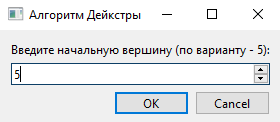 Алгоритм Дейкстры
Введите начальную вершину (по варианту - 5):
5
OK
Cancel